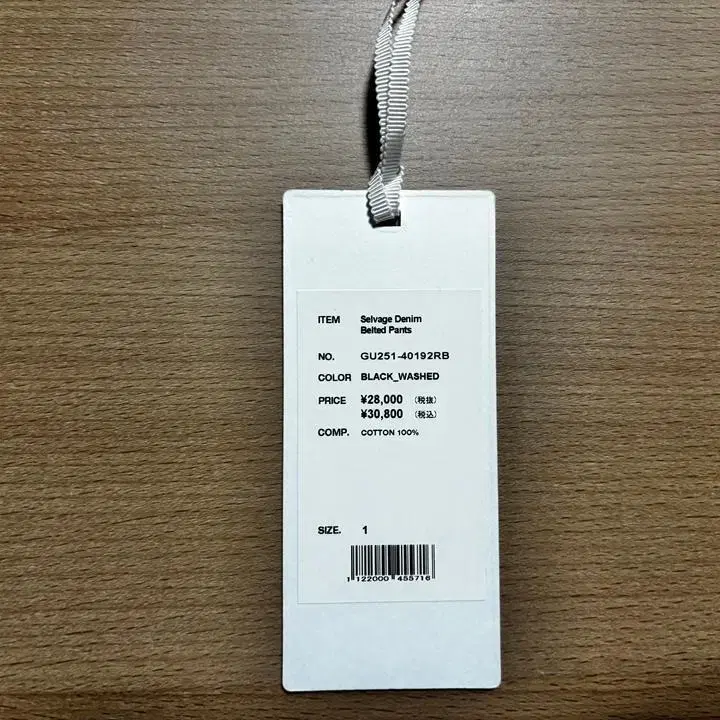 ITEM Selvage Denim
Belted Pants
NO. GU251-40192RB
COLOR BLACK_WASHED
PRICE ¥28,000 (税抜)
¥30,800 (税込)
COMP. COTTON 100%
SIZE. 1
1 122000 455716